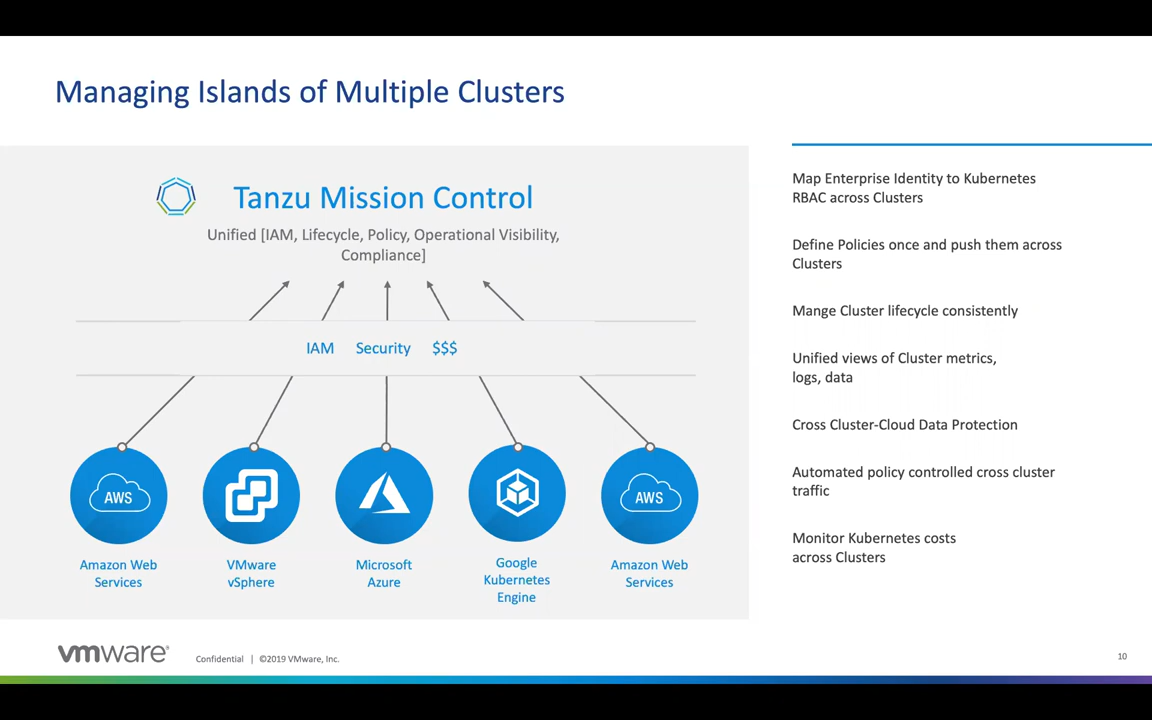 Managing Islands of Multiple Clusters
Tanzu Mission Control
Unified [IAM, Lifecycle, Policy, Operational Visibility,
Compliance]
IAM Security $$$
AWS
AWS
Amazon Web
Services
VMware
vSphere
Microsoft
Azure
Google
Kubernetes
Engine
Amazon Web
Services
Map Enterprise Identity to Kubernetes
RBAC across Clusters
Define Policies once and push them across
Clusters
Mange Cluster lifecycle consistently
Unified views of Cluster metrics,
logs, data
Cross Cluster-Cloud Data Protection
Automated policy controlled cross cluster
traffic
Monitor Kubernetes costs
across Clusters
vmware®
Confidential | ©2019 VMware, Inc.
10